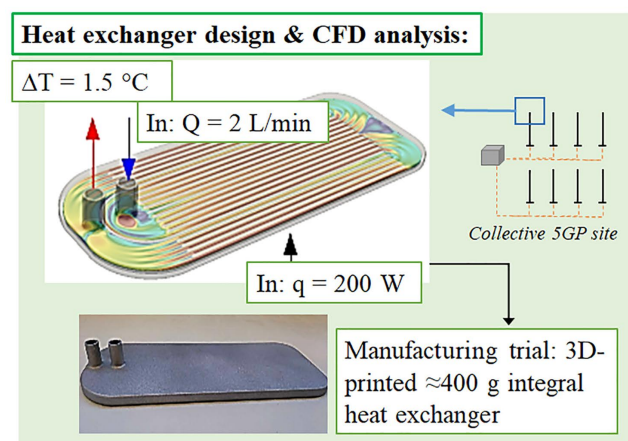 Heat exchanger design & CFD analysis:
ΔT = 1.5 °C
In: Q = 2 L/min
Collective 5GP site
In: q = 200 W
Manufacturing trial: 3D-
printed ≈400 g integral
heat exchanger